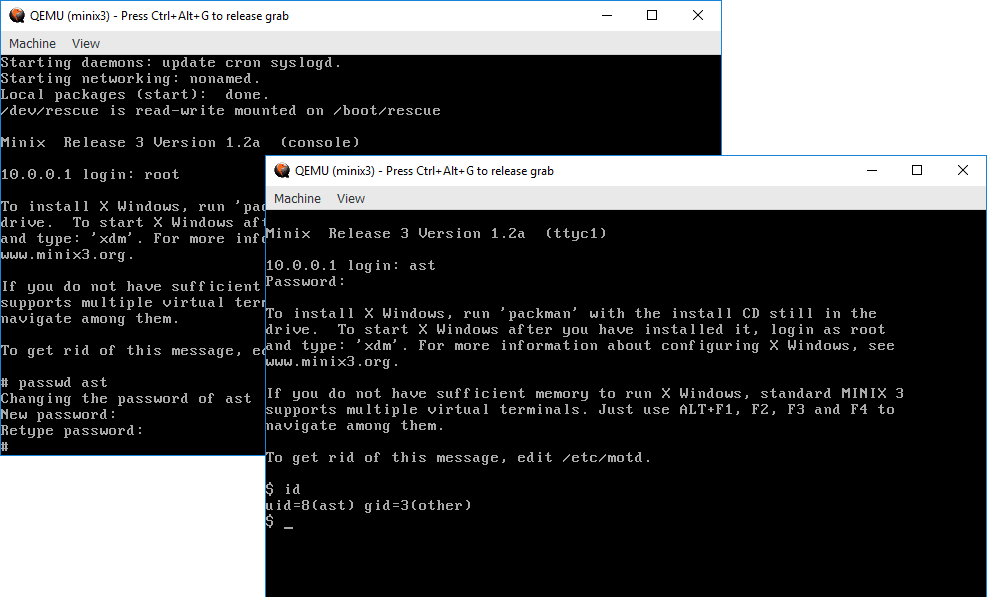 QEMU (minix3) - Press Ctrl+Alt+G to release grab
Machine View
Starting daemons: update cron syslogd.
Starting networking: nonamed.
Local packages (start):  done.
/dev/rescue is read-write mounted on /boot/rescue
Minix  Release 3 Version 1.2a  (console)
10.0.0.1 login: root
To install X Windows, run 'pac
drive.  To start X Windows aft
and type: 'xdm'. For more info
www.minix3.org.
If you do not have sufficient
supports multiple virtual term
navigate among them.
To get rid of this message, ed
# passwd ast
Changing the password of ast
New password:
Retype password:
#
QEMU (minix3) - Press Ctrl+Alt+G to release grab
Machine View
Minix  Release 3 Version 1.2a  (ttyc1)
10.0.0.1 login: ast
Password:
To install X Windows, run 'packman' with the install CD still in the
drive.  To start X Windows after you have installed it, login as root
and type: 'xdm'. For more information about configuring X Windows, see
www.minix3.org.
If you do not have sufficient memory to run X Windows, standard MINIX 3
supports multiple virtual terminals. Just use ALT+F1, F2, F3 and F4 to
navigate among them.
To get rid of this message, edit /etc/motd.
$ id
uid=8(ast) gid=3(other)
$ _